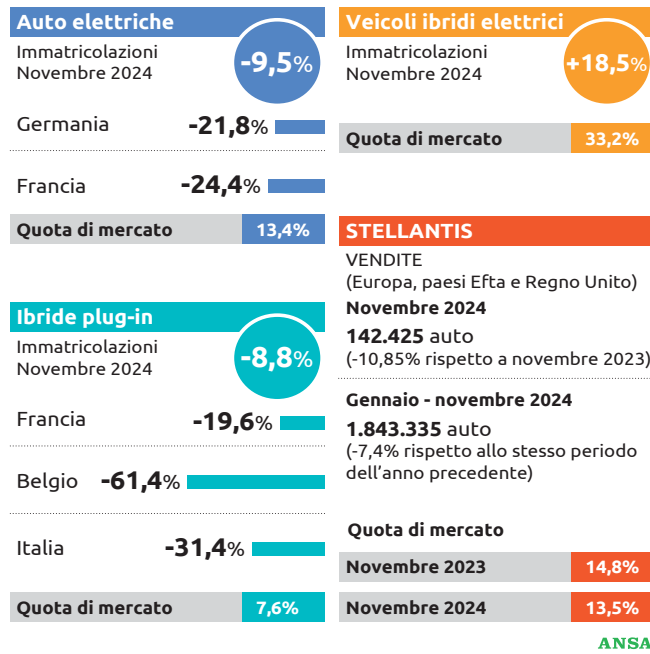 Auto elettriche
Immatricolazioni
Novembre 2024
-9,5%
Germania -21,8%
Francia -24,4%
Quota di mercato 13,4%
Ibride plug-in
Immatricolazioni
Novembre 2024
-8,8%
Francia -19,6%
Belgio -61,4%
Italia -31,4%
Quota di mercato 7,6%
Veicoli ibridi elettrici
Immatricolazioni
Novembre 2024
+18,5%
Quota di mercato 33,2%
STELLANTIS
VENDITE
(Europa, paesi Efta e Regno Unito)
Novembre 2024
142.425 auto
(-10,85% rispetto a novembre 2023)
Gennaio - novembre 2024
1.843.335 auto
(-7,4% rispetto allo stesso periodo
dell'anno precedente)
Quota di mercato
Novembre 2023 14,8%
Novembre 2024 13,5%
ANSA